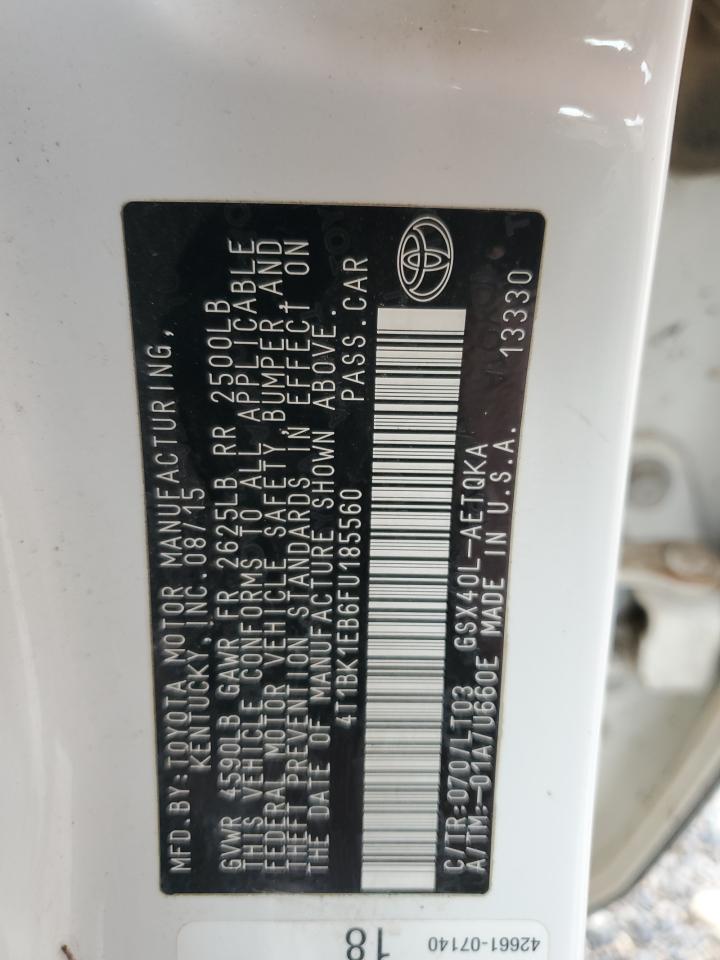 MFD.BY:TOYOTA MOTOR MANUFACTURING,
KENTUCKY, INC.08/15
GVWR 4590LB GAWR FR 2625LB RR 2500LB
THIS VEHICLE CONFORMS TO ALL APPLICABLE
FEDERAL MOTOR VEHICLE SAFETY,BUMPER,AND
THEFT PREVENTION STANDARDS IN EFFECT ON
THE DATE OF MANUFACTURE SHOWN ABOVE.
4T1BK1EB6FU185560 PASS.CAR
C/TR:070/LT03 GSX40L-AETQKA
A/TM:-01A/U660E MADE IN U.S.A. 13330
42661-07140
18